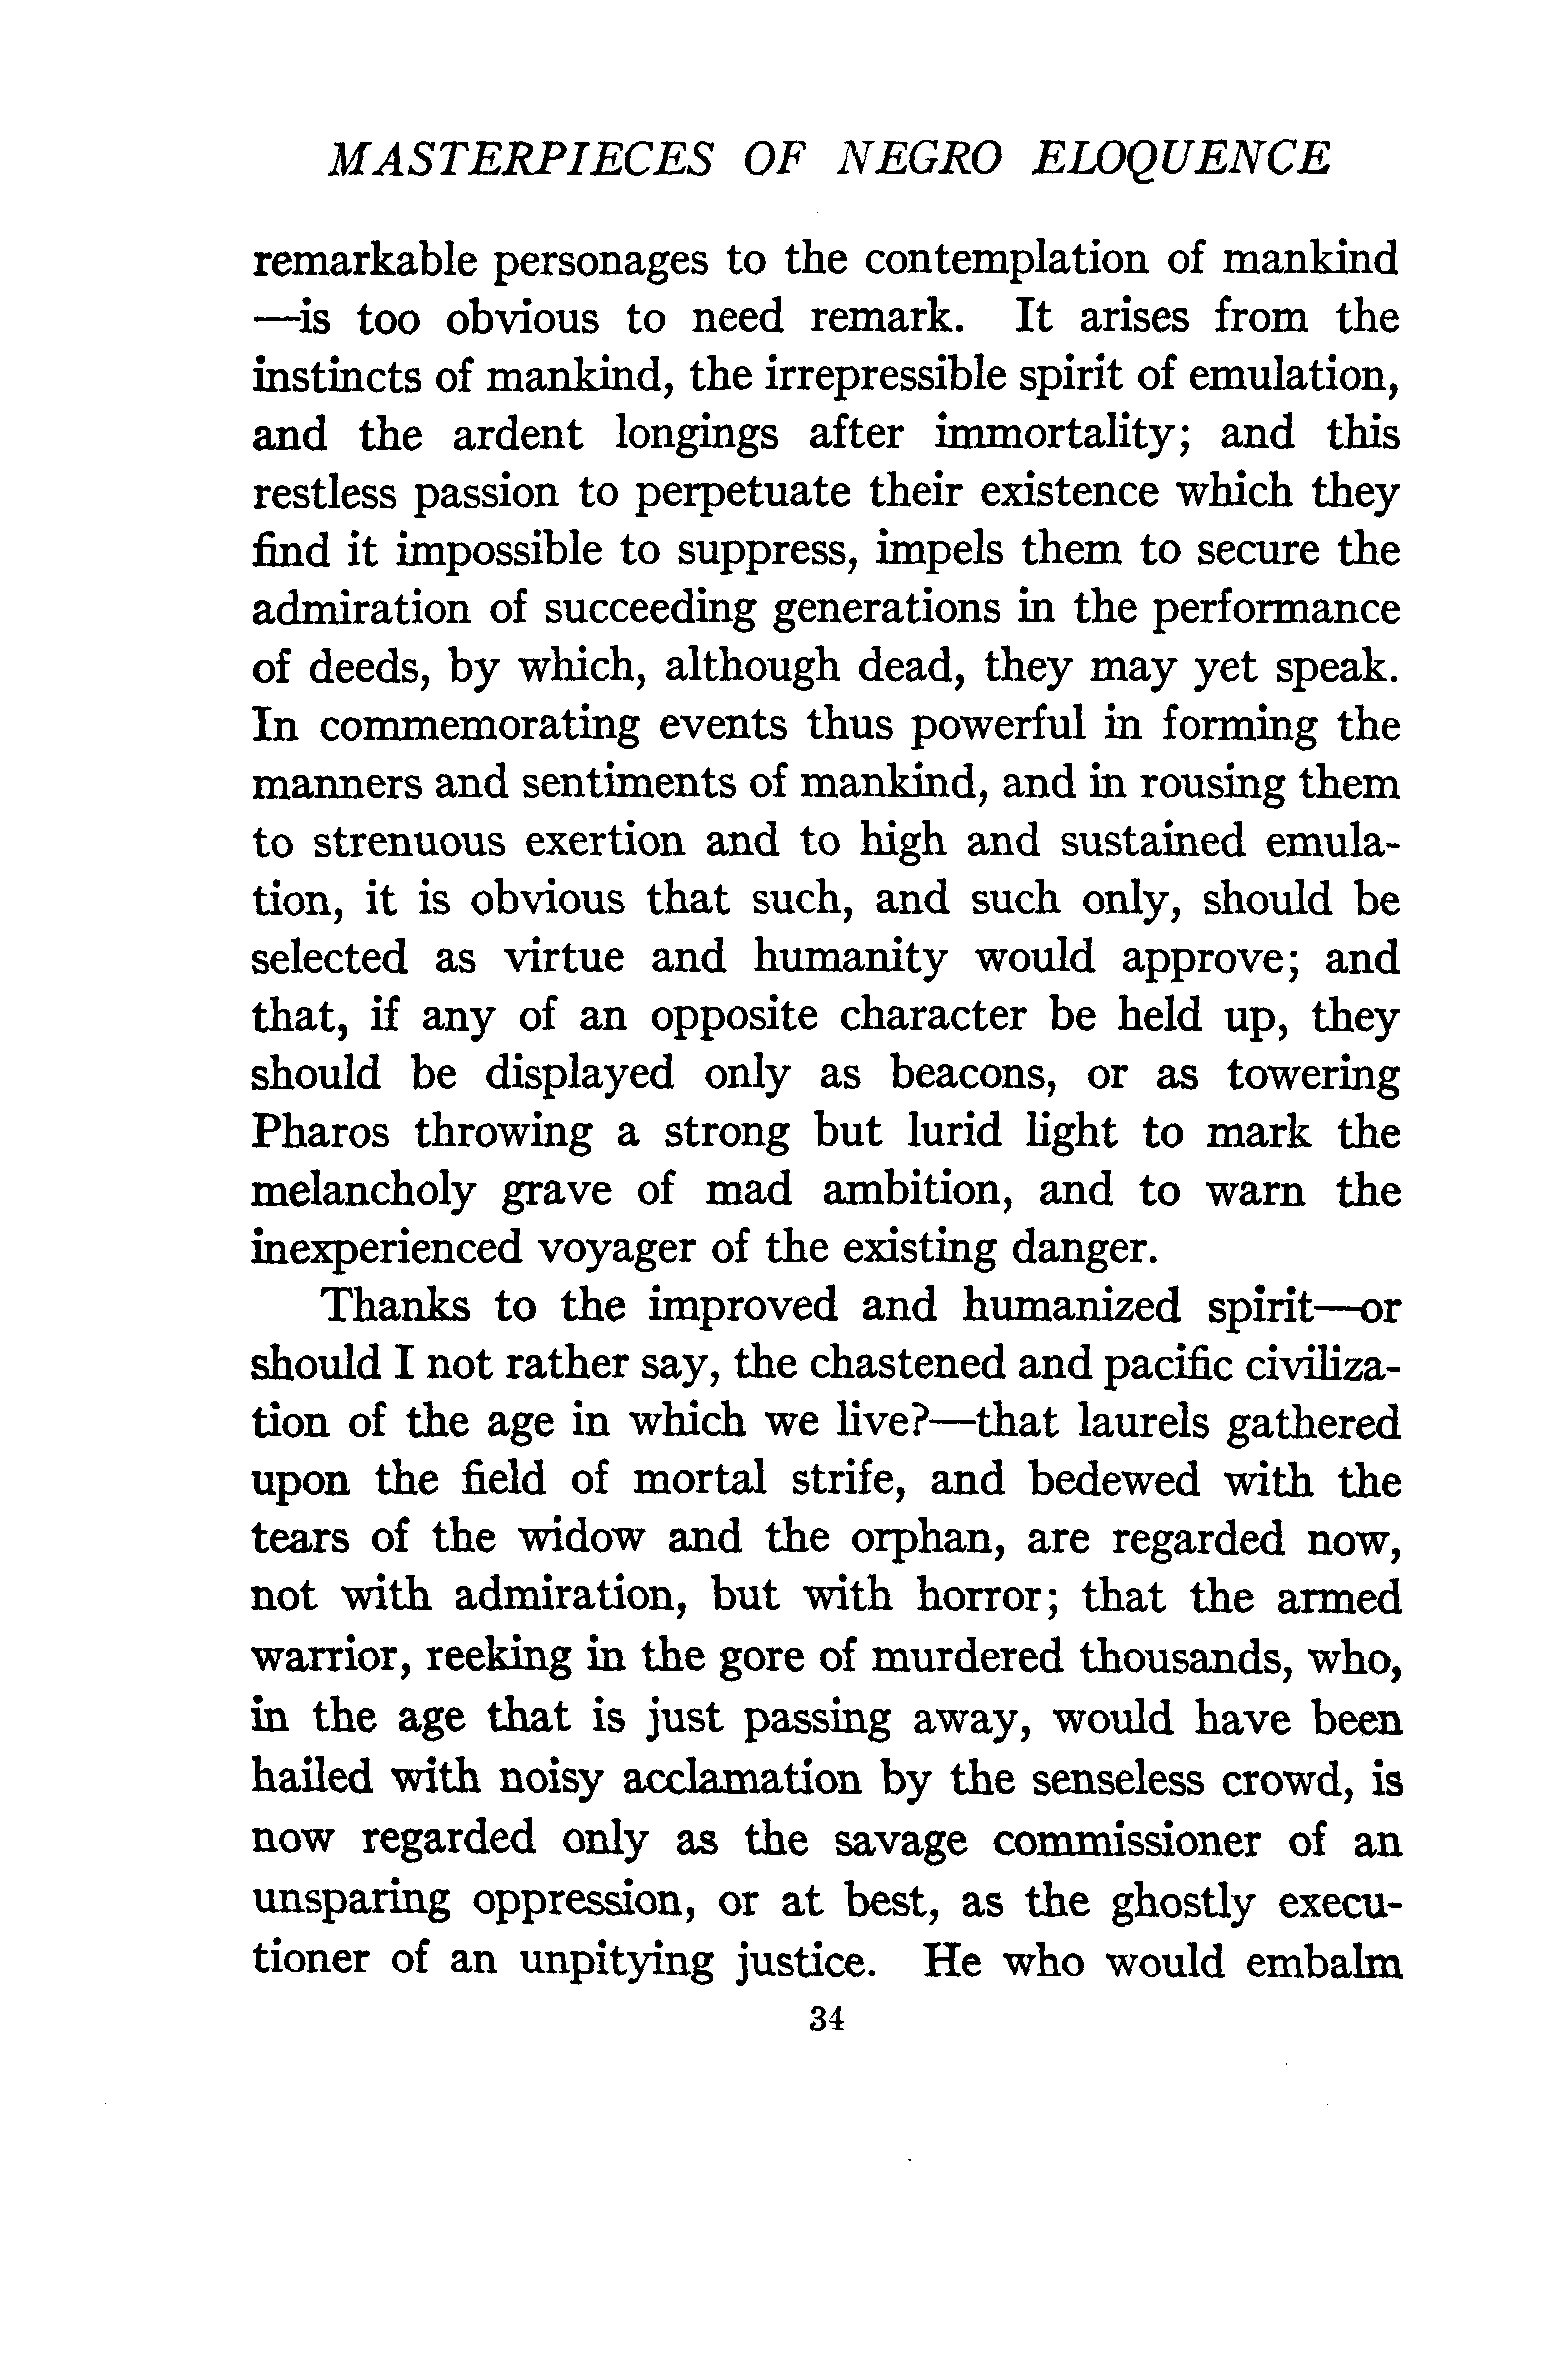 MASTERPIECES OF NEGRO ELOQUENCE
remarkable personages to the contemplation of mankind
—is too obvious to need remark. It arises from the
instincts of mankind, the irrepressible spirit of emulation,
and the ardent longings after immortality; and this
restless passion to perpetuate their existence which they
find it impossible to suppress, impels them to secure the
admiration of succeeding generations in the performance
of deeds, by which, although dead, they may yet speak.
In commemorating events thus powerful in forming the
manners and sentiments of mankind, and in rousing them
to strenuous exertion and to high and sustained emula-
tion, it is obvious that such, and such only, should be
selected as virtue and humanity would approve; and
that, if any of an opposite character be held up, they
should be displayed only as beacons, or as towering
Pharos throwing a strong but lurid light to mark the
melancholy grave of mad ambition, and to warn the
inexperienced voyager of the existing danger.
Thanks to the improved and humanized spirit—or
should I not rather say, the chastened and pacific civiliza-
tion of the age in which we live?—that laurels gathered
upon the field of mortal strife, and bedewed with the
tears of the widow and the orphan, are regarded now,
not with admiration, but with horror; that the armed
warrior, reeking in the gore of murdered thousands, who,
in the age that is just passing away, would have been
hailed with noisy acclamation by the senseless crowd, is
now regarded only as the savage commissioner of an
unsparing oppression, or at best, as the ghostly execu-
tioner of an unpitying justice. He who would embalm
34